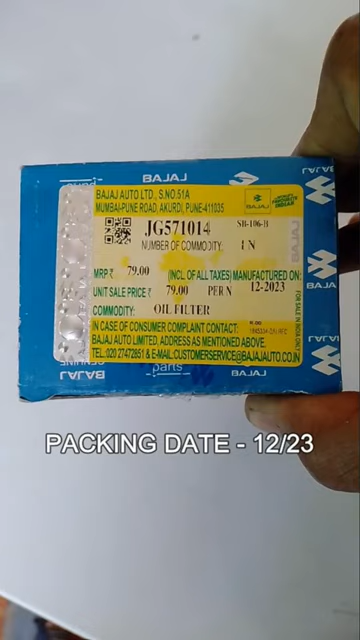 BAJAJ
BAJAJ AUTO LTD., S.NO.51A
MUMBAI-PUNE ROAD, AKURDI, PUNE-411035
BAJAJ
JG571014
SB-106-B
NUMBER OF COMMODITY: 1 N
MRP ₹ 79.00 (INCL OF ALL TAXES) MANUFACTURED ON:
UNIT SALE PRICE ₹ 79.00 PER N 12-2023
COMMODITY: OIL FILTER
FOR SALE IN INDIA ONLY
IN CASE OF CONSUMER COMPLAINT CONTACT:
BAJAJ AUTO LIMITED, ADDRESS AS MENTIONED ABOVE.
TEL.:020 27472851 & E-MAIL:CUSTOMERSERVICE@BAJAJAUTO.CO.IN
BAJAJ
parts
BAJAJ
PACKING DATE - 12/23